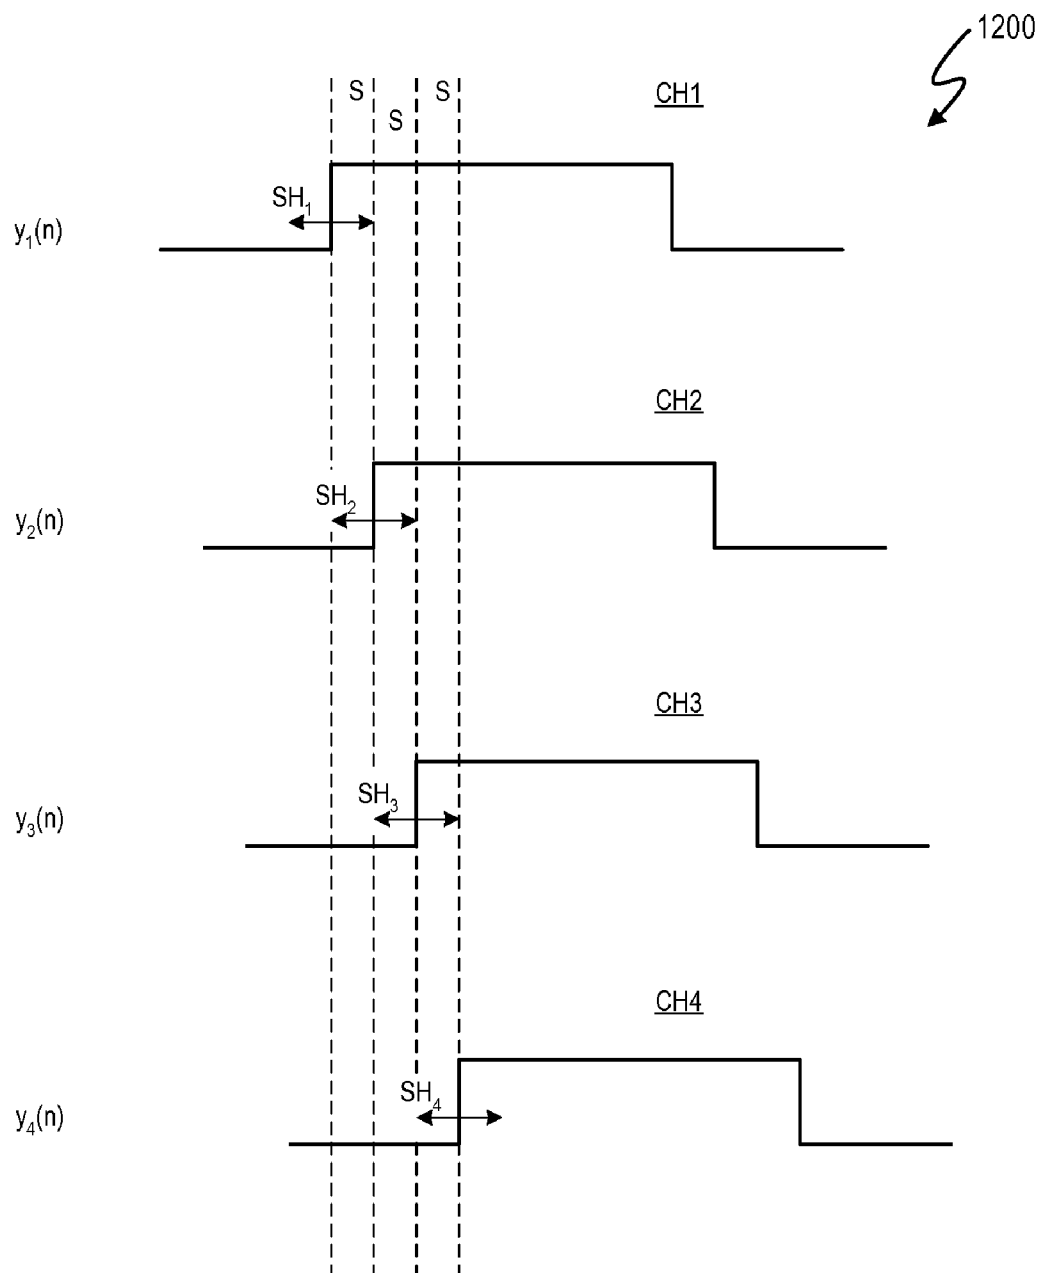 1200
S
S
S
CH1
SH1
y1(n)
CH2
SH2
y2(n)
CH3
SH3
y3(n)
CH4
SH4
y4(n)